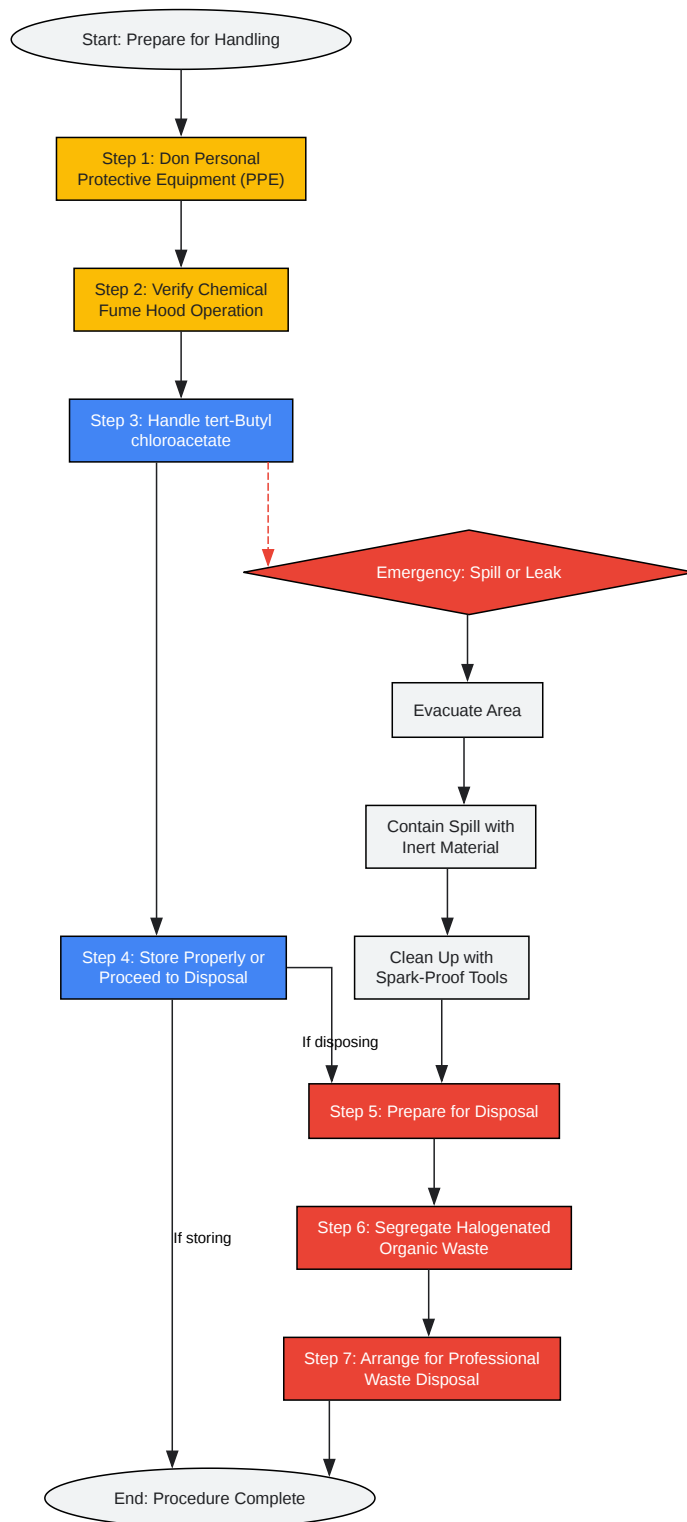 Start: Prepare for Handling
Step 1: Don Personal
Protective Equipment (PPE)
Step 2: Verify Chemical
Fume Hood Operation
Step 3: Handle tert-Butyl
chloroacetate
Emergency: Spill or Leak
Evacuate Area
Contain Spill with
Inert Material
Step 4: Store Properly or
Proceed to Disposal
Clean Up with
Spark-Proof Tools
If disposing
Step 5: Prepare for Disposal
Step 6: Segregate Halogenated
Organic Waste
If storing
Step 7: Arrange for Professional
Waste Disposal
End: Procedure Complete